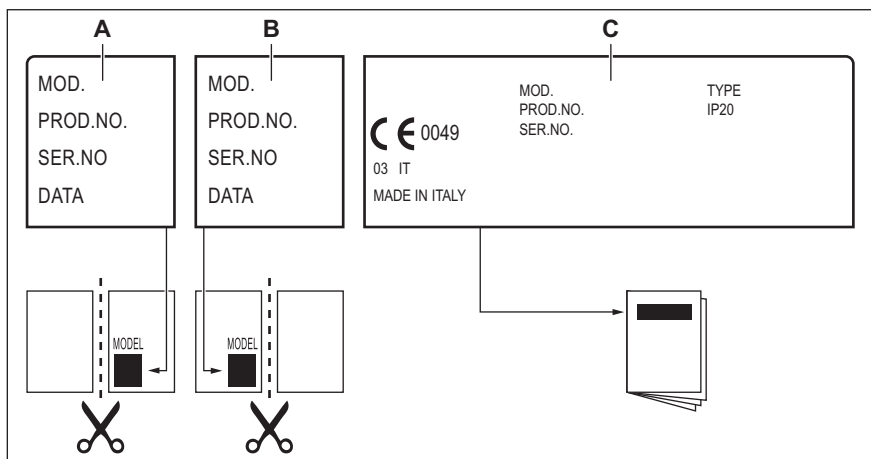 A
B
C
MOD.
PROD.NO.
SER.NO
DATA
MOD.
PROD.NO.
SER.NO
DATA
MOD.
PROD.NO.
SER.NO.
TYPE
IP20
CE 0049
03 IT
MADE IN ITALY
MODEL
MODEL